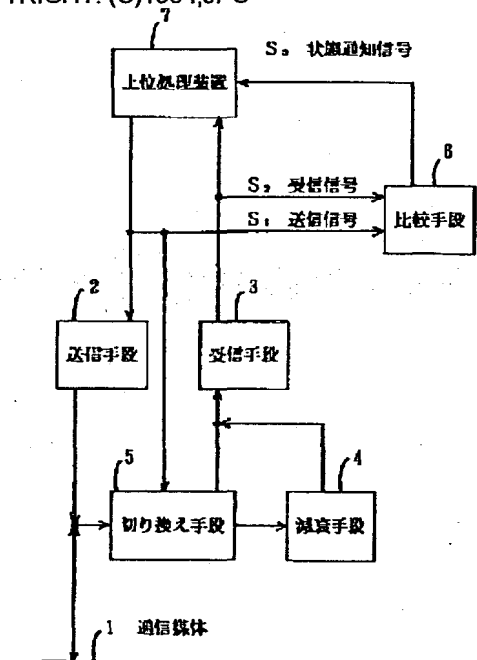 7
S₃ 状態通知信号
上位処理装置
6
S₂ 受信信号
S₁ 送信信号
比較手段
2
3
送信手段
受信手段
5
4
切り換え手段
減衰手段
1 通信媒体